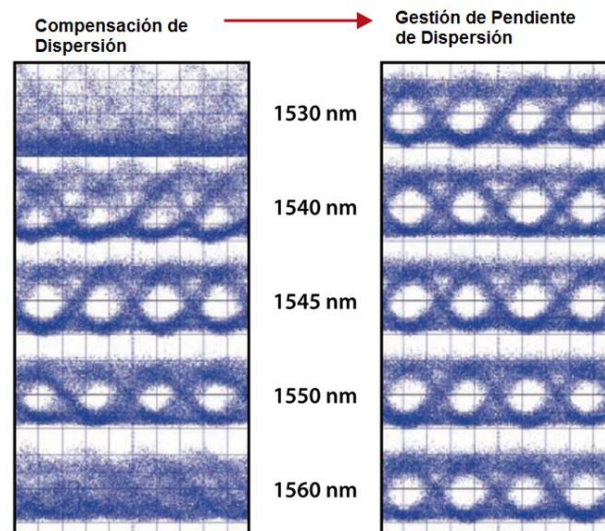 Compensación de
Dispersión
Gestión de Pendiente
de Dispersión
1530 nm
1540 nm
1545 nm
1550 nm
1560 nm